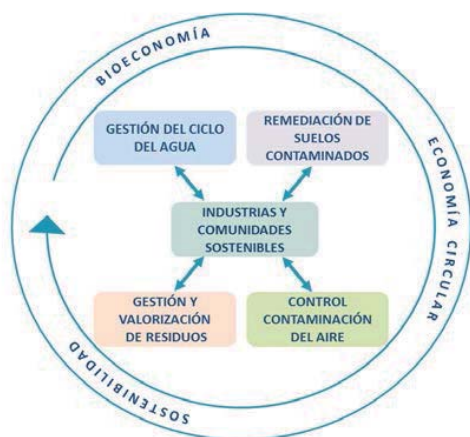 BIOECONOMÍA
GESTIÓN DEL CICLO
DEL AGUA
REMEDIACIÓN DE
SUELOS
CONTAMINADOS
ECONOMÍA CIRCULAR
INDUSTRIAS Y
COMUNIDADES
SOSTENIBLES
GESTIÓN Y
VALORIZACIÓN
DE RESIDUOS
CONTROL
CONTAMINACIÓN
DEL AIRE
SOSTENIBILIDAD